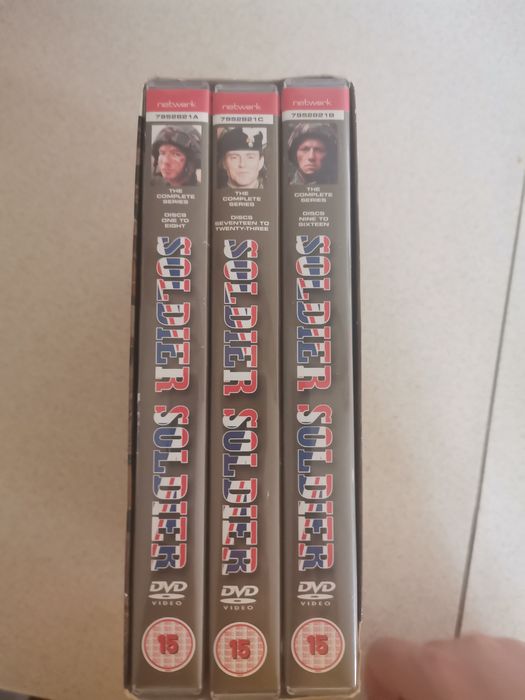 network
7952821A
THE
COMPLETE
SERIES
DISCS
ONE TO
EIGHT
SOLDIER SOLDIER
DVD
VIDEO
15
network
7952821C
THE
COMPLETE
SERIES
DISCS
SEVENTEEN TO
TWENTY-THREE
SOLDIER SOLDIER
DVD
VIDEO
15
network
7952821B
THE
COMPLETE
SERIES
DISCS
NINE TO
SIXTEEN
SOLDIER SOLDIER
DVD
VIDEO
15